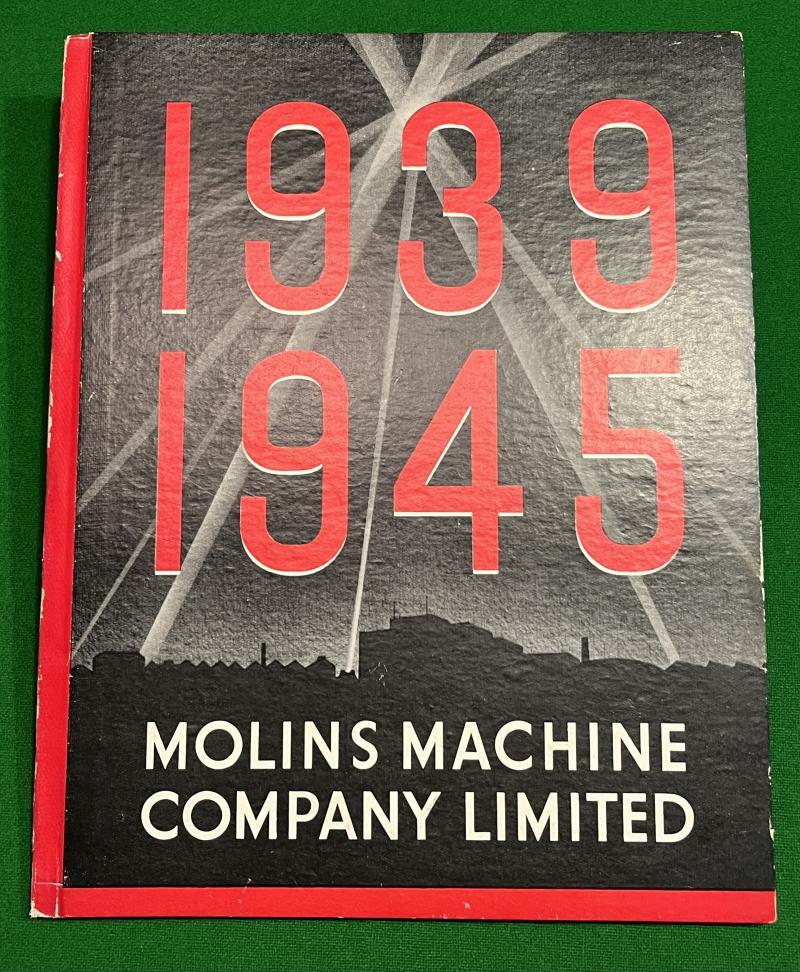 1939
1945
MOLINS MACHINE
COMPANY LIMITED